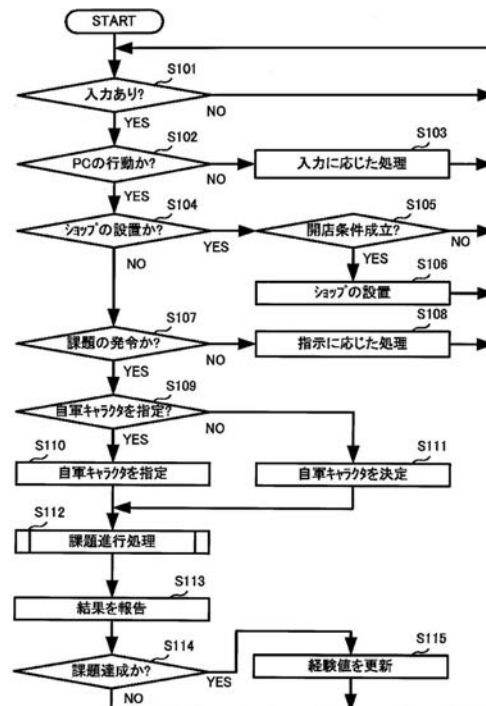 START
S101
入力あり?
NO
YES
S102
PCの行動か?
NO
YES
S103
入力に応じた処理
S104
ショップの設置か?
YES
NO
S105
開店条件成立?
NO
YES
S106
ショップの設置
S107
課題の発令か?
NO
YES
S108
指示に応じた処理
S109
自軍キャラクタを指定?
NO
YES
S110
自軍キャラクタを指定
S111
自軍キャラクタを決定
S112
課題進行処理
S113
結果を報告
S114
課題達成か?
YES
NO
S115
経験値を更新